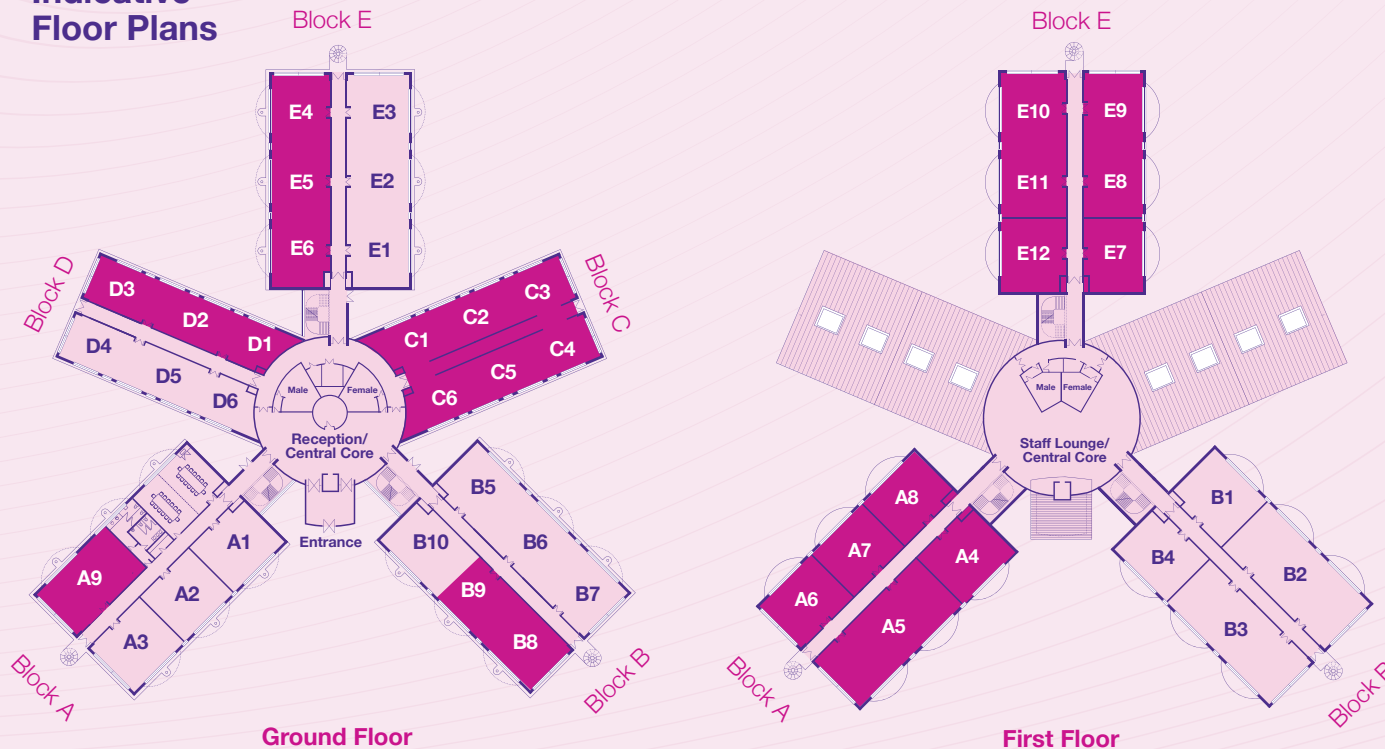 Indicative
Floor Plans
Block E
E4
E3
E5
E2
E6
E1
Block D
D3
D2
D1
D4
D5
D6
Block C
C3
C2
C1
C4
C5
C6
Male
Female
Reception/
Central Core
Entrance
A1
A9
A2
A3
Block A
B5
B10
B6
B9
B7
B8
Block B
Ground Floor
Block E
E10
E9
E11
E8
E12
E7
Male
Female
Staff Lounge/
Central Core
A8
A7
A4
A6
A5
Block A
B1
B4
B2
B3
Block B
First Floor